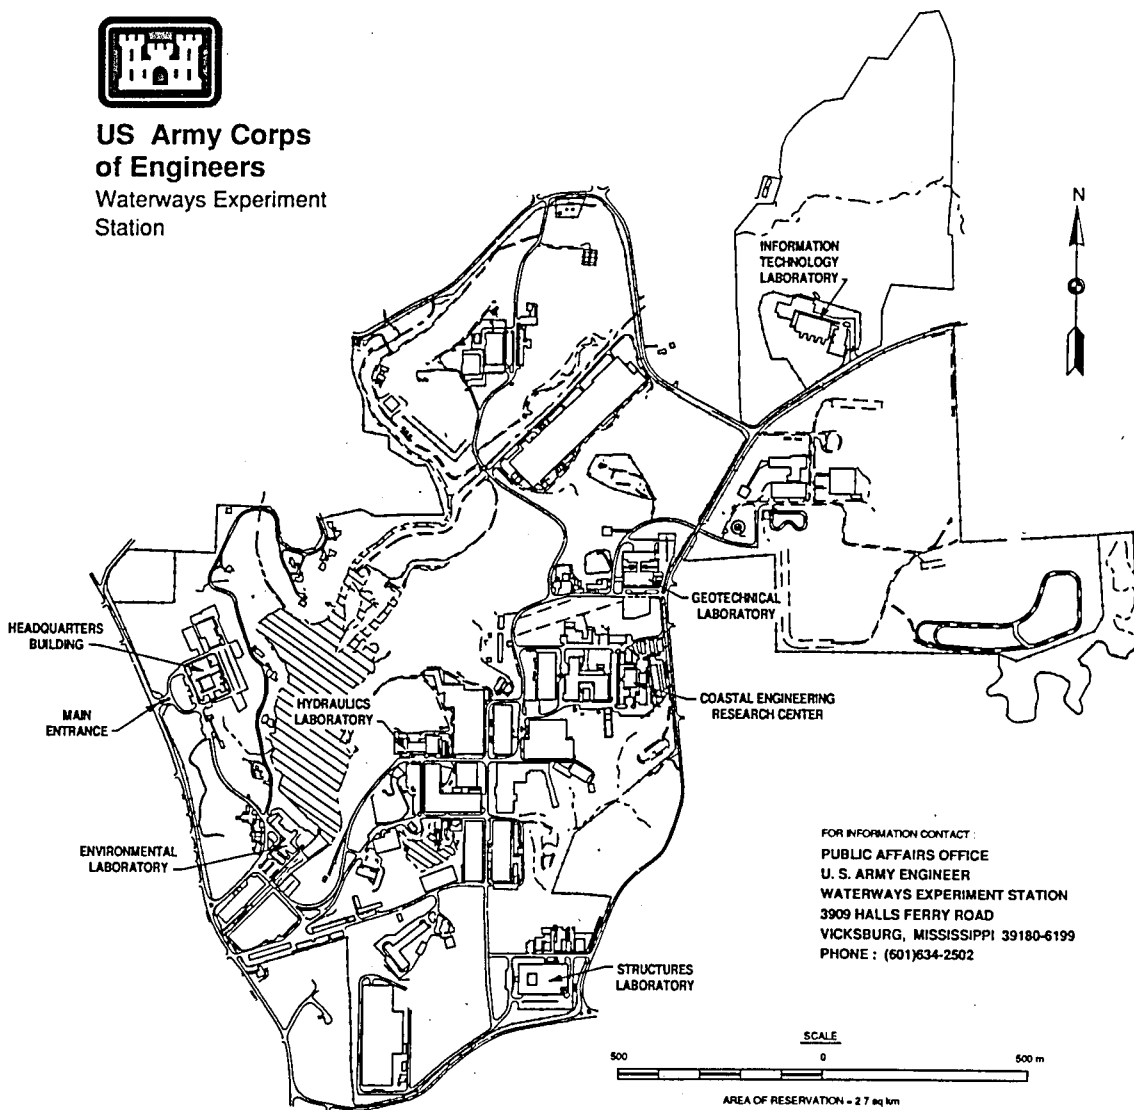 US Army Corps
of Engineers
Waterways Experiment
Station
N
INFORMATION
TECHNOLOGY
LABORATORY
GEOTECHNICAL
LABORATORY
HEADQUARTERS
BUILDING
MAIN
ENTRANCE
HYDRAULICS
LABORATORY
COASTAL ENGINEERING
RESEARCH CENTER
ENVIRONMENTAL
LABORATORY
STRUCTURES
LABORATORY
FOR INFORMATION CONTACT :
PUBLIC AFFAIRS OFFICE
U. S. ARMY ENGINEER
WATERWAYS EXPERIMENT STATION
3909 HALLS FERRY ROAD
VICKSBURG, MISSISSIPPI 39180-6199
PHONE : (601)634-2502
SCALE
500 0 500 m
AREA OF RESERVATION = 2.7 sq km